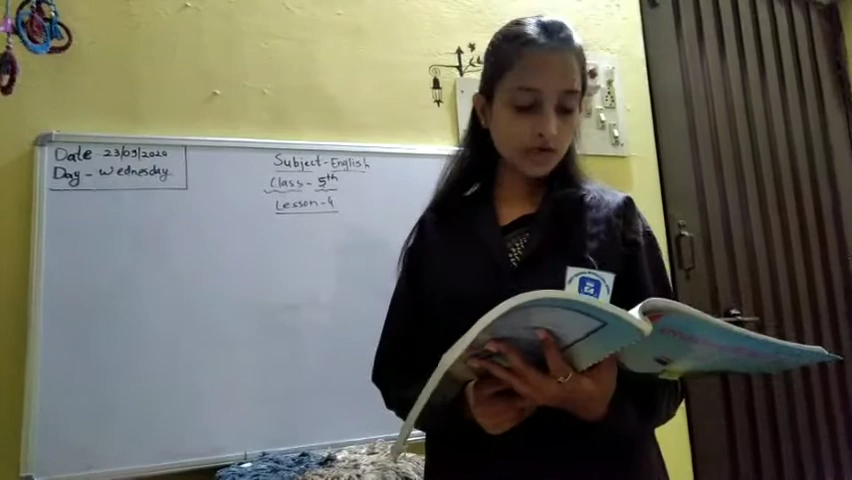 Date 23/09/2020
Day - Wednesday
Subject - English
Class - 5th
Lesson - 4